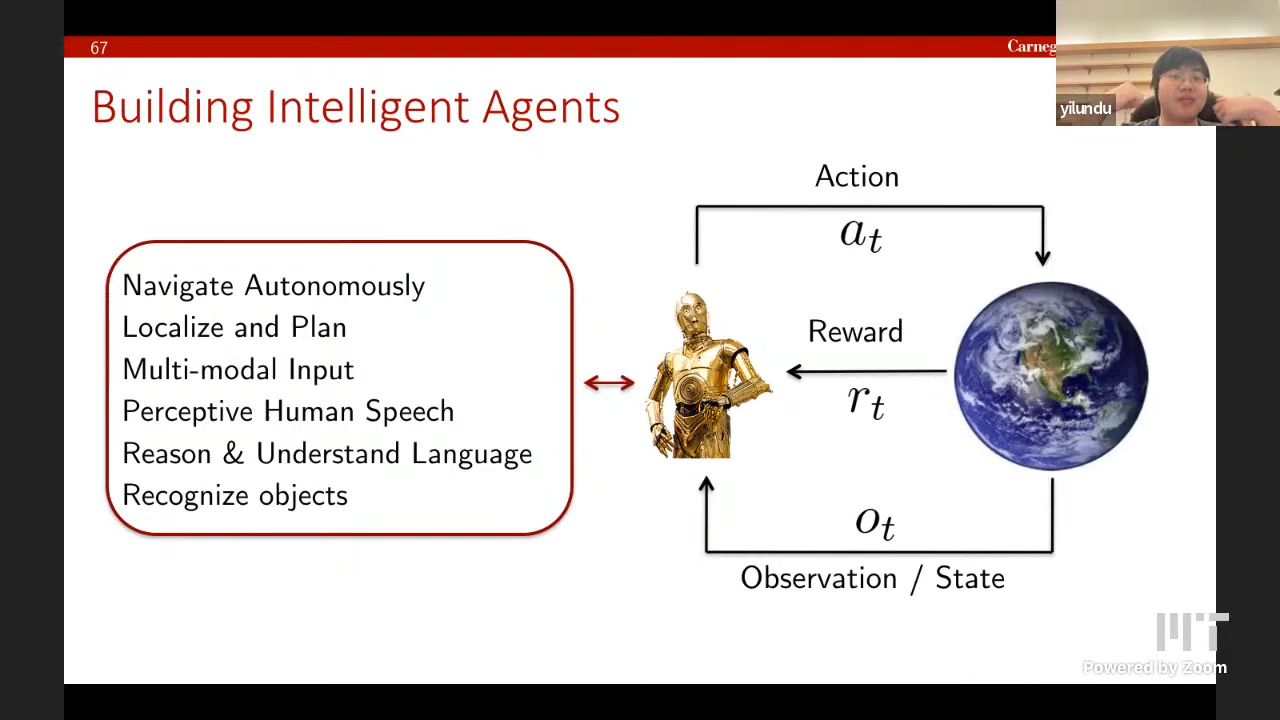 67
Carneg
yilundu
Building Intelligent Agents
Action
a_t
Navigate Autonomously
Localize and Plan
Multi-modal Input
Perceptive Human Speech
Reason & Understand Language
Recognize objects
Reward
r_t
o_t
Observation / State
MIT
Powered by Zoom